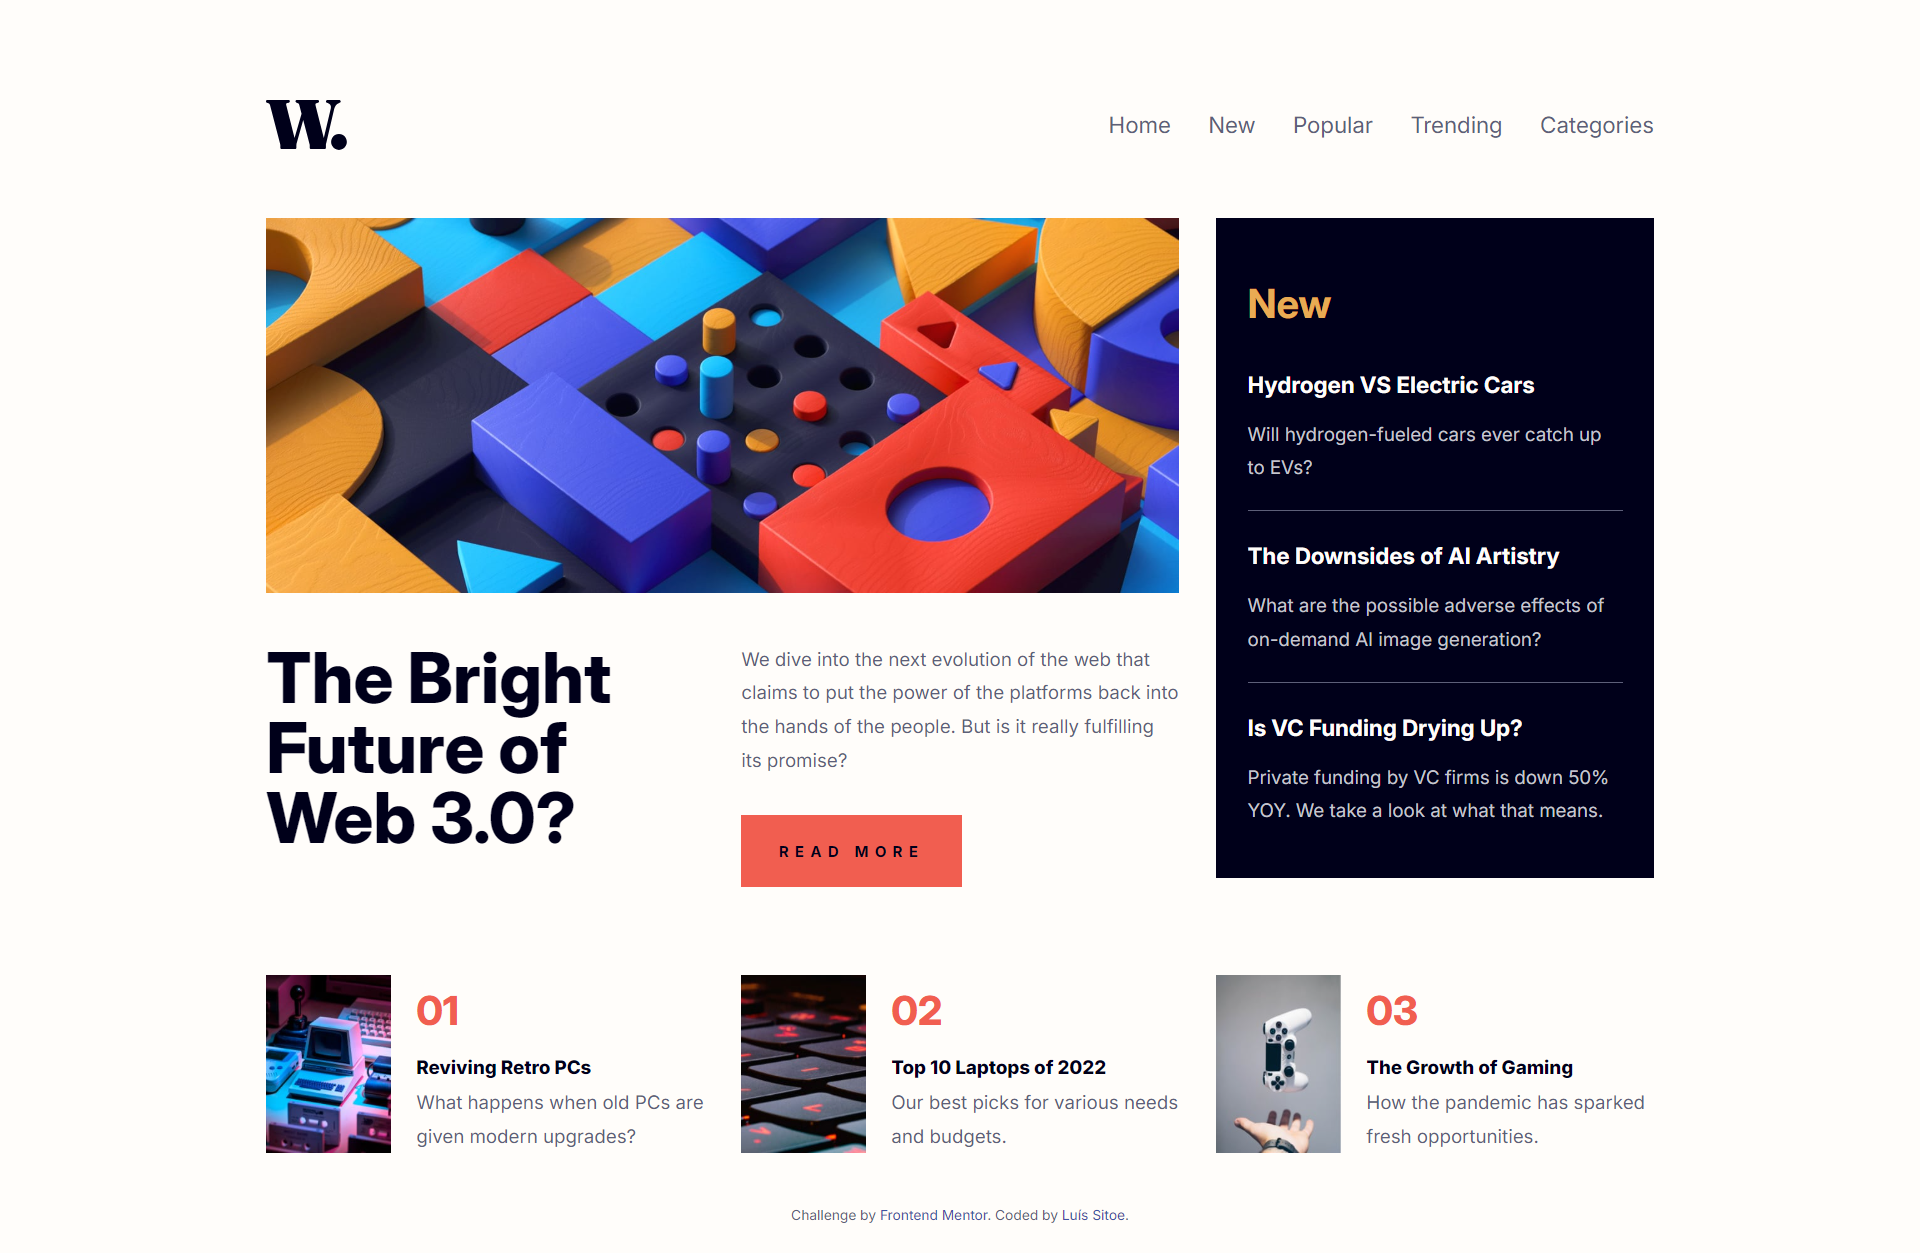 W.
Home New Popular Trending Categories
New
Hydrogen VS Electric Cars
Will hydrogen-fueled cars ever catch up
to EVs?
The Downsides of AI Artistry
What are the possible adverse effects of
on-demand AI image generation?
Is VC Funding Drying Up?
Private funding by VC firms is down 50%
YOY. We take a look at what that means.
The Bright
Future of
Web 3.0?
We dive into the next evolution of the web that
claims to put the power of the platforms back into
the hands of the people. But is it really fulfilling
its promise?
READ MORE
01
Reviving Retro PCs
What happens when old PCs are
given modern upgrades?
02
Top 10 Laptops of 2022
Our best picks for various needs
and budgets.
03
The Growth of Gaming
How the pandemic has sparked
fresh opportunities.
Challenge by Frontend Mentor. Coded by Luís Sitoe.